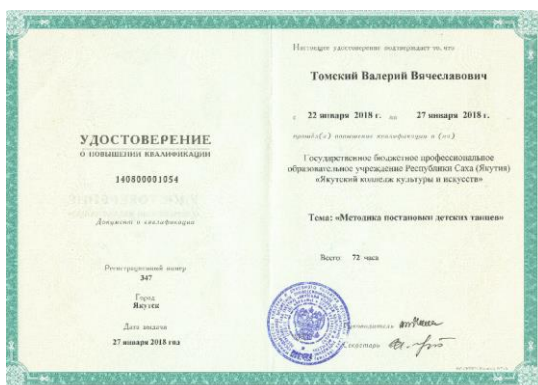 УДОСТОВЕРЕНИЕ
О ПОВЫШЕНИИ КВАЛИФИКАЦИИ
140800001054
Документ о квалификации
Регистрационный номер
347
Город
Якутск
Дата выдачи
27 января 2018 года
Настоящее удостоверение подтверждает то, что
Томский Валерий Вячеславович
с 22 января 2018 г. по 27 января 2018 г.
прошёл(а) повышение квалификации в (на)
Государственное бюджетное профессиональное
образовательное учреждение Республики Саха (Якутия)
«Якутский колледж культуры и искусств»
Тема: «Методика постановки детских танцев»
Всего: 72 часа
Руководитель
Секретарь